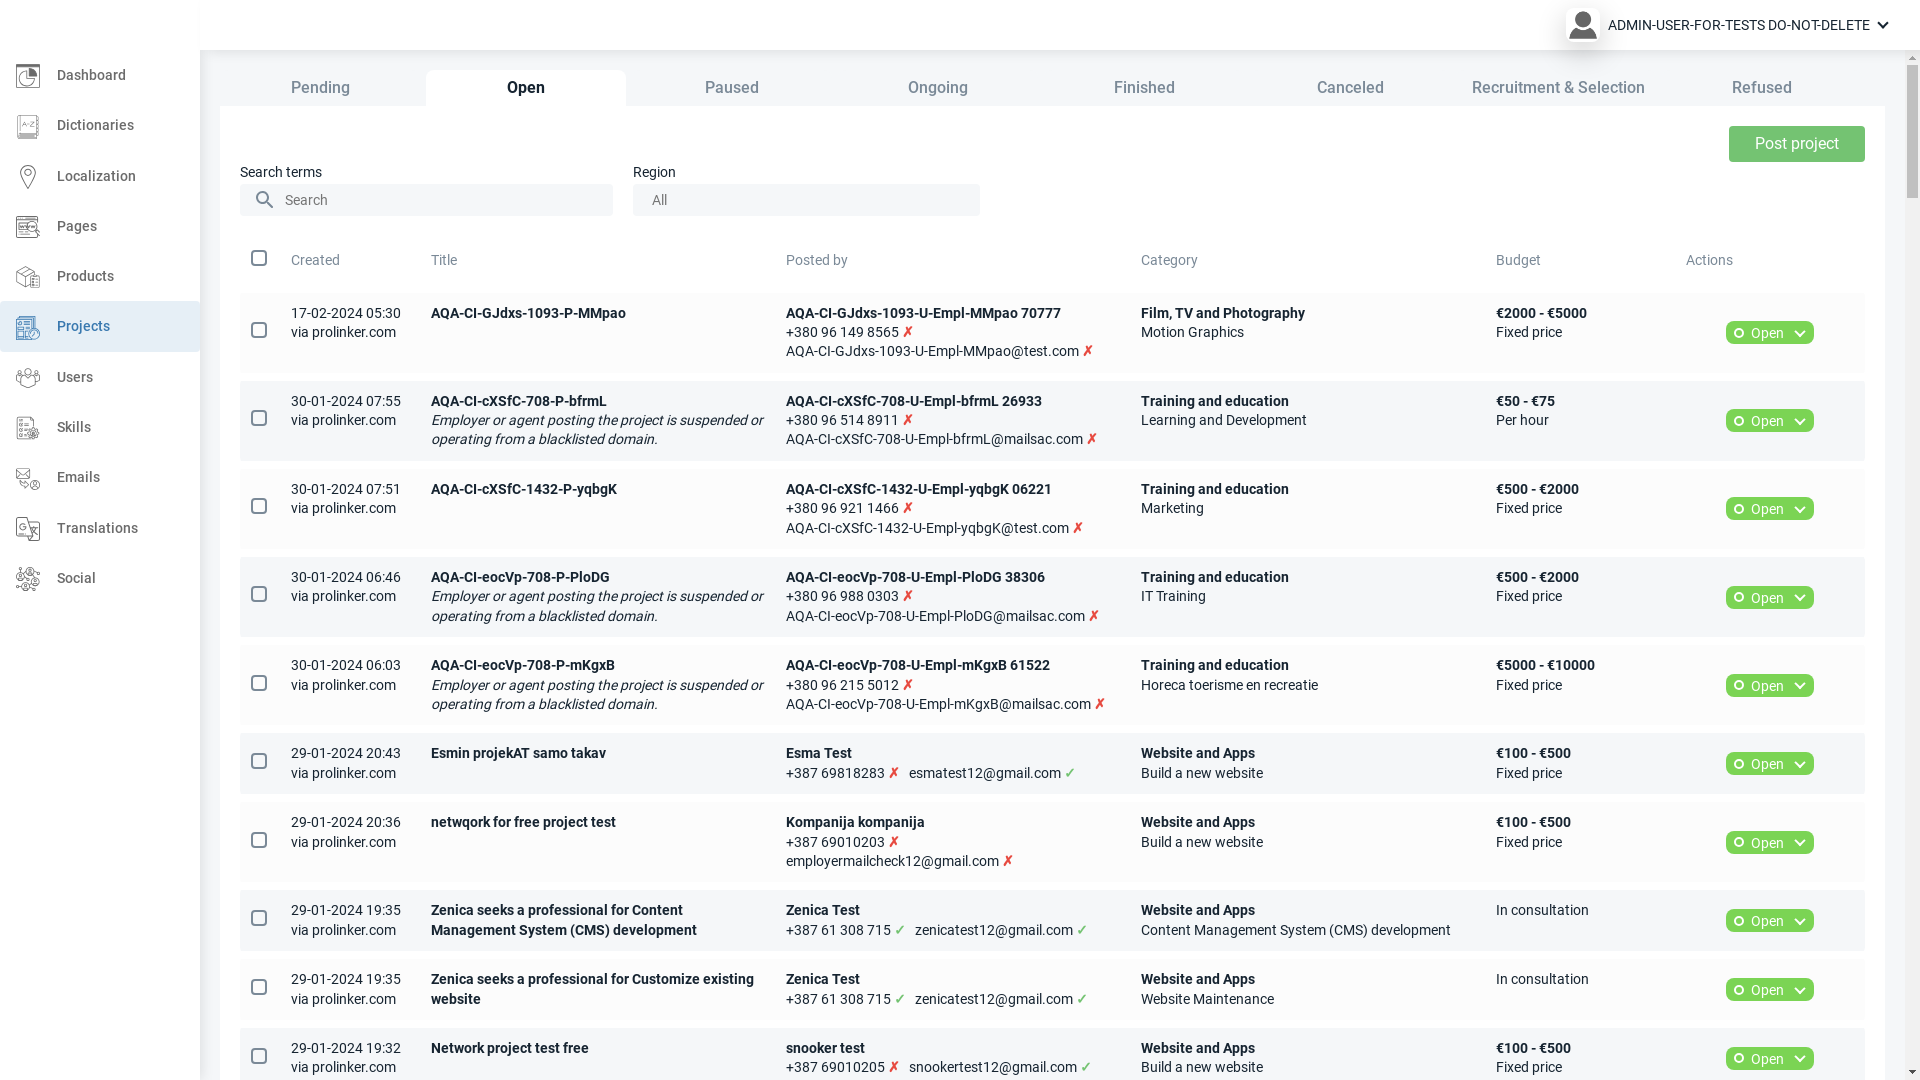 ADMIN-USER-FOR-TESTS DO-NOT-DELETE
Dashboard
Dictionaries
Localization
Pages
Products
Projects
Users
Skills
Emails
Translations
Social
Pending
Open
Paused
Ongoing
Finished
Canceled
Recruitment & Selection
Refused
Post project
Search terms
Search
Region
All
Created
Title
Posted by
Category
Budget
Actions
17-02-2024 05:30
via prolinker.com
AQA-CI-GJdxs-1093-P-MMpao
AQA-CI-GJdxs-1093-U-Empl-MMpao 70777
+380 96 149 8565 ✗
AQA-CI-GJdxs-1093-U-Empl-MMpao@test.com ✗
Film, TV and Photography
Motion Graphics
€2000 - €5000
Fixed price
Open
30-01-2024 07:55
via prolinker.com
AQA-CI-cXSfC-708-P-bfrmL
Employer or agent posting the project is suspended or
operating from a blacklisted domain.
AQA-CI-cXSfC-708-U-Empl-bfrmL 26933
+380 96 514 8911 ✗
AQA-CI-cXSfC-708-U-Empl-bfrmL@mailsac.com ✗
Training and education
Learning and Development
€50 - €75
Per hour
Open
30-01-2024 07:51
via prolinker.com
AQA-CI-cXSfC-1432-P-yqbgK
AQA-CI-cXSfC-1432-U-Empl-yqbgK 06221
+380 96 921 1466 ✗
AQA-CI-cXSfC-1432-U-Empl-yqbgK@test.com ✗
Training and education
Marketing
€500 - €2000
Fixed price
Open
30-01-2024 06:46
via prolinker.com
AQA-CI-eocVp-708-P-PloDG
Employer or agent posting the project is suspended or
operating from a blacklisted domain.
AQA-CI-eocVp-708-U-Empl-PloDG 38306
+380 96 988 0303 ✗
AQA-CI-eocVp-708-U-Empl-PloDG@mailsac.com ✗
Training and education
IT Training
€500 - €2000
Fixed price
Open
30-01-2024 06:03
via prolinker.com
AQA-CI-eocVp-708-P-mKgxB
Employer or agent posting the project is suspended or
operating from a blacklisted domain.
AQA-CI-eocVp-708-U-Empl-mKgxB 61522
+380 96 215 5012 ✗
AQA-CI-eocVp-708-U-Empl-mKgxB@mailsac.com ✗
Training and education
Horeca toerisme en recreatie
€5000 - €10000
Fixed price
Open
29-01-2024 20:43
via prolinker.com
Esmin projekAT samo takav
Esma Test
+387 69818283 ✗ esmatest12@gmail.com ✓
Website and Apps
Build a new website
€100 - €500
Fixed price
Open
29-01-2024 20:36
via prolinker.com
netwqork for free project test
Kompanija kompanija
+387 69010203 ✗
employermailcheck12@gmail.com ✗
Website and Apps
Build a new website
€100 - €500
Fixed price
Open
29-01-2024 19:35
via prolinker.com
Zenica seeks a professional for Content
Management System (CMS) development
Zenica Test
+387 61 308 715 ✓ zenicatest12@gmail.com ✓
Website and Apps
Content Management System (CMS) development
In consultation
Open
29-01-2024 19:35
via prolinker.com
Zenica seeks a professional for Customize existing
website
Zenica Test
+387 61 308 715 ✓ zenicatest12@gmail.com ✓
Website and Apps
Website Maintenance
In consultation
Open
29-01-2024 19:32
via prolinker.com
Network project test free
snooker test
+387 69010205 ✗ snookertest12@gmail.com ✓
Website and Apps
Build a new website
€100 - €500
Fixed price
Open